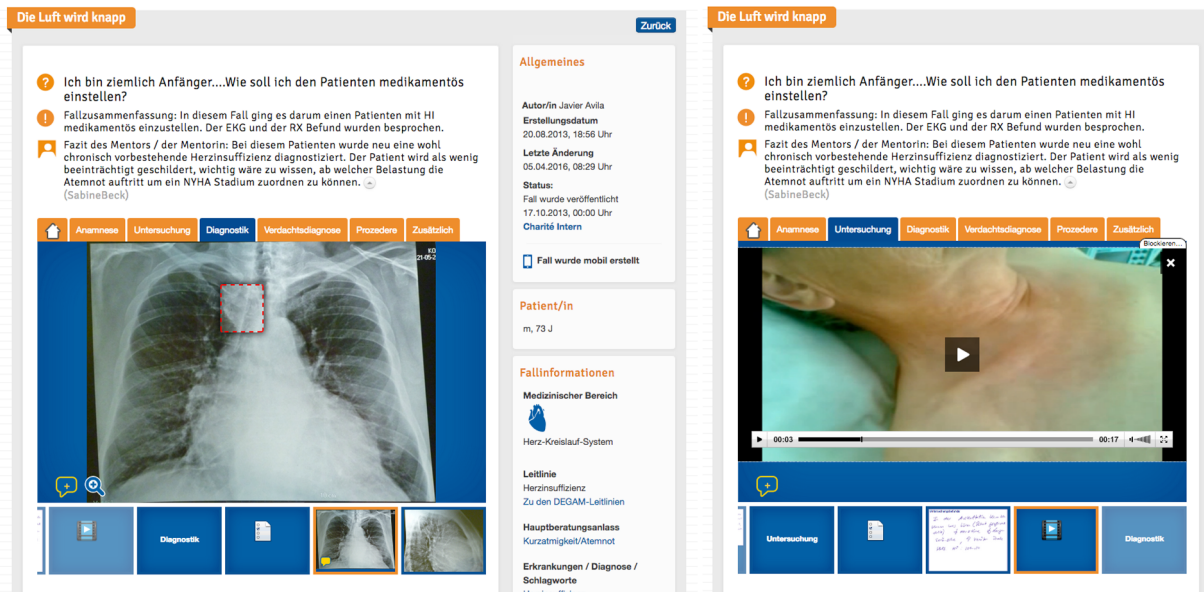 Die Luft wird knapp
Zurück
Ich bin ziemlich Anfänger....Wie soll ich den Patienten medikamentös
einstellen?
Fallzusammenfassung: In diesem Fall ging es darum einen Patienten mit HI
medikamentös einzustellen. Der EKG und der RX Befund wurden besprochen.
Fazit des Mentors / der Mentorin: Bei diesem Patienten wurde neu eine wohl
chronisch vorbestehende Herzinsuffizienz diagnostiziert. Der Patient wird als wenig
beeinträchtigt geschildert, wichtig wäre zu wissen, ab welcher Belastung die
Atemnot auftritt um ein NYHA Stadium zuordnen zu können.
(SabineBeck)
Anamnese Untersuchung Diagnostik Verdachtsdiagnose Prozedere Zusätzlich
KO
21-05-2
Diagnostik
Allgemeines
Autor/in Javier Avila
Erstellungsdatum
20.08.2013, 18:56 Uhr
Letzte Änderung
05.04.2016, 08:29 Uhr
Status:
Fall wurde veröffentlicht
17.10.2013, 00:00 Uhr
Charité Intern
Fall wurde mobil erstellt
Patient/in
m, 73 J
Fallinformationen
Medizinischer Bereich
Herz-Kreislauf-System
Leitlinie
Herzinsuffizienz
Zu den DEGAM-Leitlinien
Hauptberatungsanlass
Kurzatmigkeit/Atemnot
Erkrankungen / Diagnose /
Schlagworte
Die Luft wird knapp
Ich bin ziemlich Anfänger....Wie soll ich den Patienten medikamentös
einstellen?
Fallzusammenfassung: In diesem Fall ging es darum einen Patienten mit HI
medikamentös einzustellen. Der EKG und der RX Befund wurden besprochen.
Fazit des Mentors / der Mentorin: Bei diesem Patienten wurde neu eine wohl
chronisch vorbestehende Herzinsuffizienz diagnostiziert. Der Patient wird als wenig
beeinträchtigt geschildert, wichtig wäre zu wissen, ab welcher Belastung die
Atemnot auftritt um ein NYHA Stadium zuordnen zu können.
(SabineBeck)
Anamnese Untersuchung Diagnostik Verdachtsdiagnose Prozedere Zusätzlich
Blockieren...
00:03 00:17
Untersuchung
Diagnostik